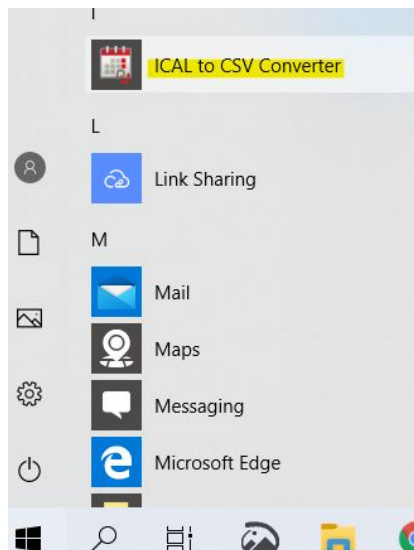 I
ICAL to CSV Converter
L
Link Sharing
M
Mail
Maps
Messaging
Microsoft Edge